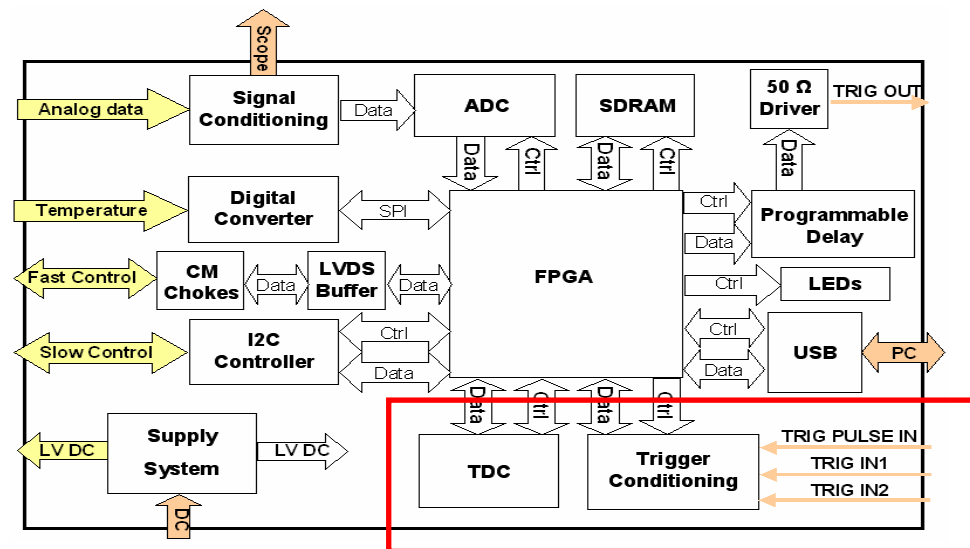 Scope
Analog data
Signal
Conditioning
Data
ADC
SDRAM
50 Ω
Driver
TRIG OUT
Data
Ctrl
Data
Ctrl
Data
Temperature
Digital
Converter
SPI
FPGA
Ctrl
Data
Programmable
Delay
Fast Control
CM
Chokes
Data
LVDS
Buffer
Data
Ctrl
LEDs
Slow Control
I2C
Controller
Ctrl
Data
Ctrl
Data
USB
PC
Data
Ctrl
Data
Ctrl
LV DC
Supply
System
LV DC
DC
TDC
Trigger
Conditioning
TRIG PULSE IN
TRIG IN1
TRIG IN2